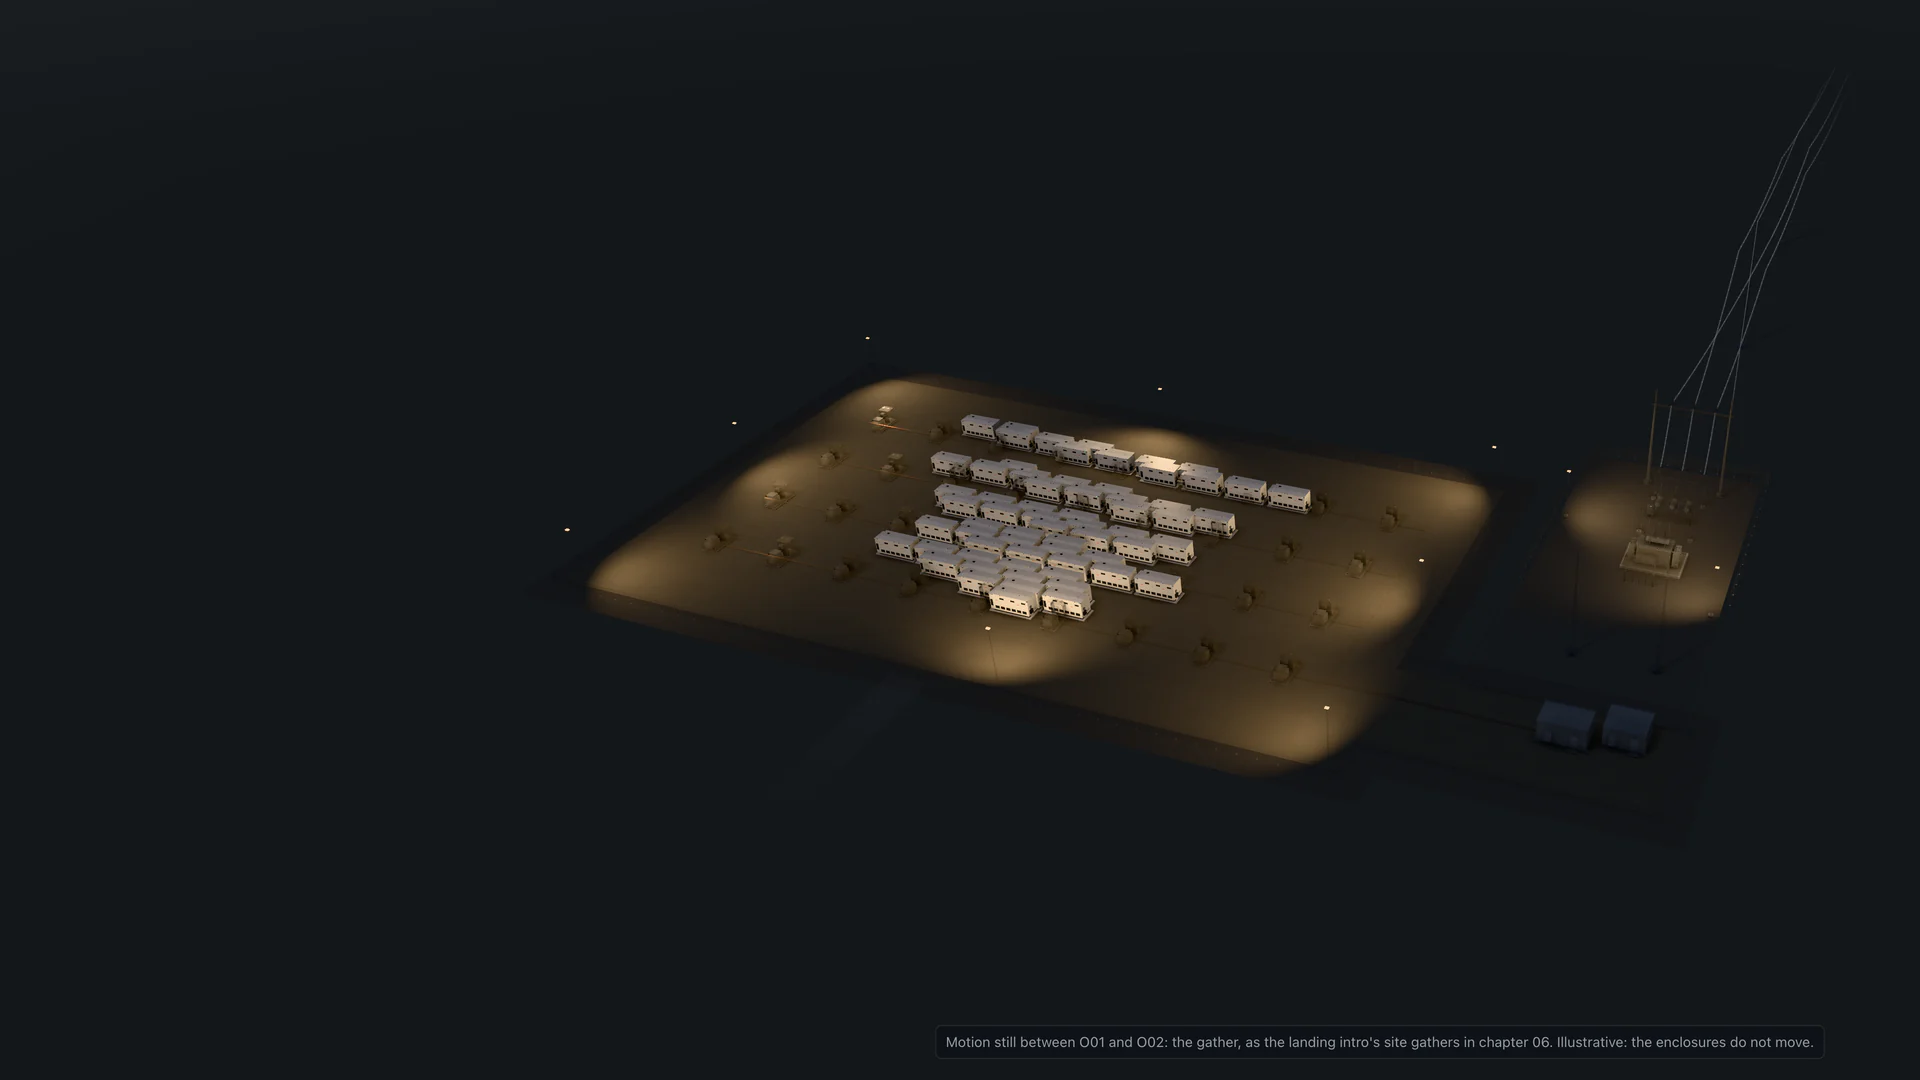 Motion still between O01 and O02: the gather, as the landing intro's site gathers in chapter 06. Illustrative: the enclosures do not move.